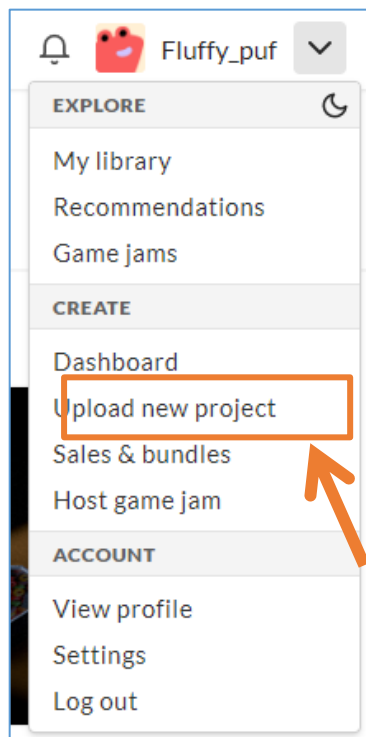 Fluffy_puf
EXPLORE
My library
Recommendations
Game jams
CREATE
Dashboard
Upload new project
Sales & bundles
Host game jam
ACCOUNT
View profile
Settings
Log out